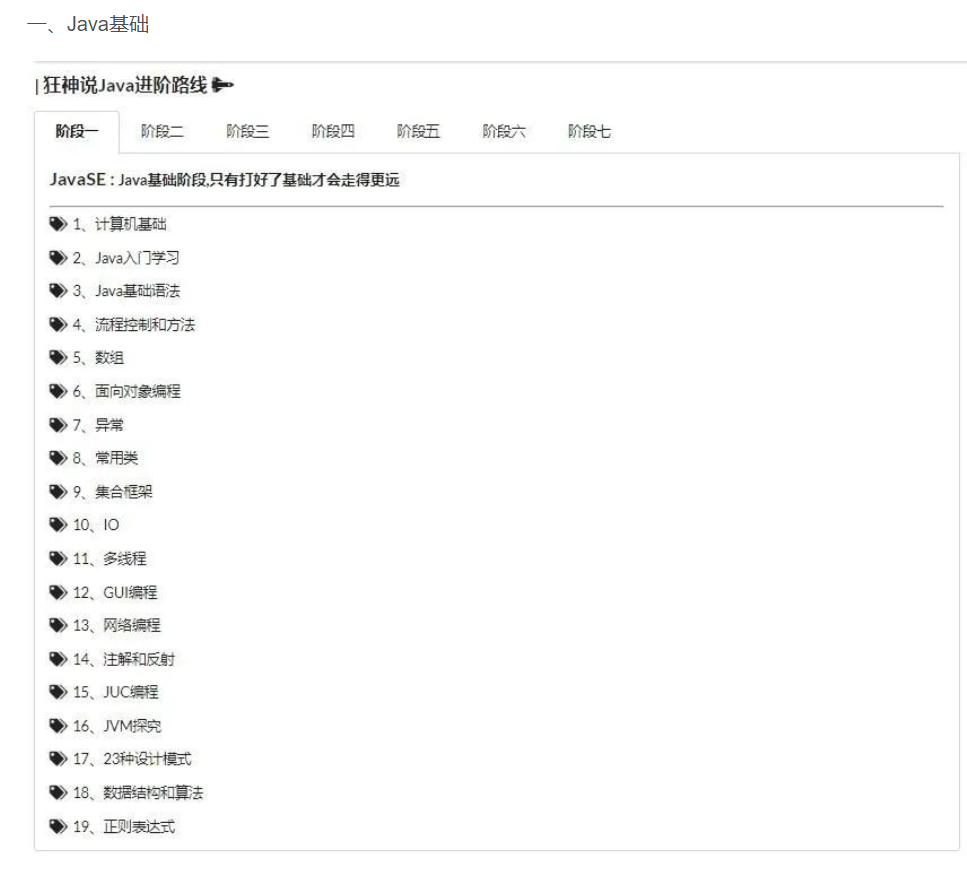 一、Java基础
| 狂神说Java进阶路线
阶段一 阶段二 阶段三 阶段四 阶段五 阶段六 阶段七
JavaSE : Java基础阶段,只有打好了基础才会走得更远
1、计算机基础
2、Java入门学习
3、Java基础语法
4、流程控制和方法
5、数组
6、面向对象编程
7、异常
8、常用类
9、集合框架
10、IO
11、多线程
12、GUI编程
13、网络编程
14、注解和反射
15、JUC编程
16、JVM探究
17、23种设计模式
18、数据结构和算法
19、正则表达式